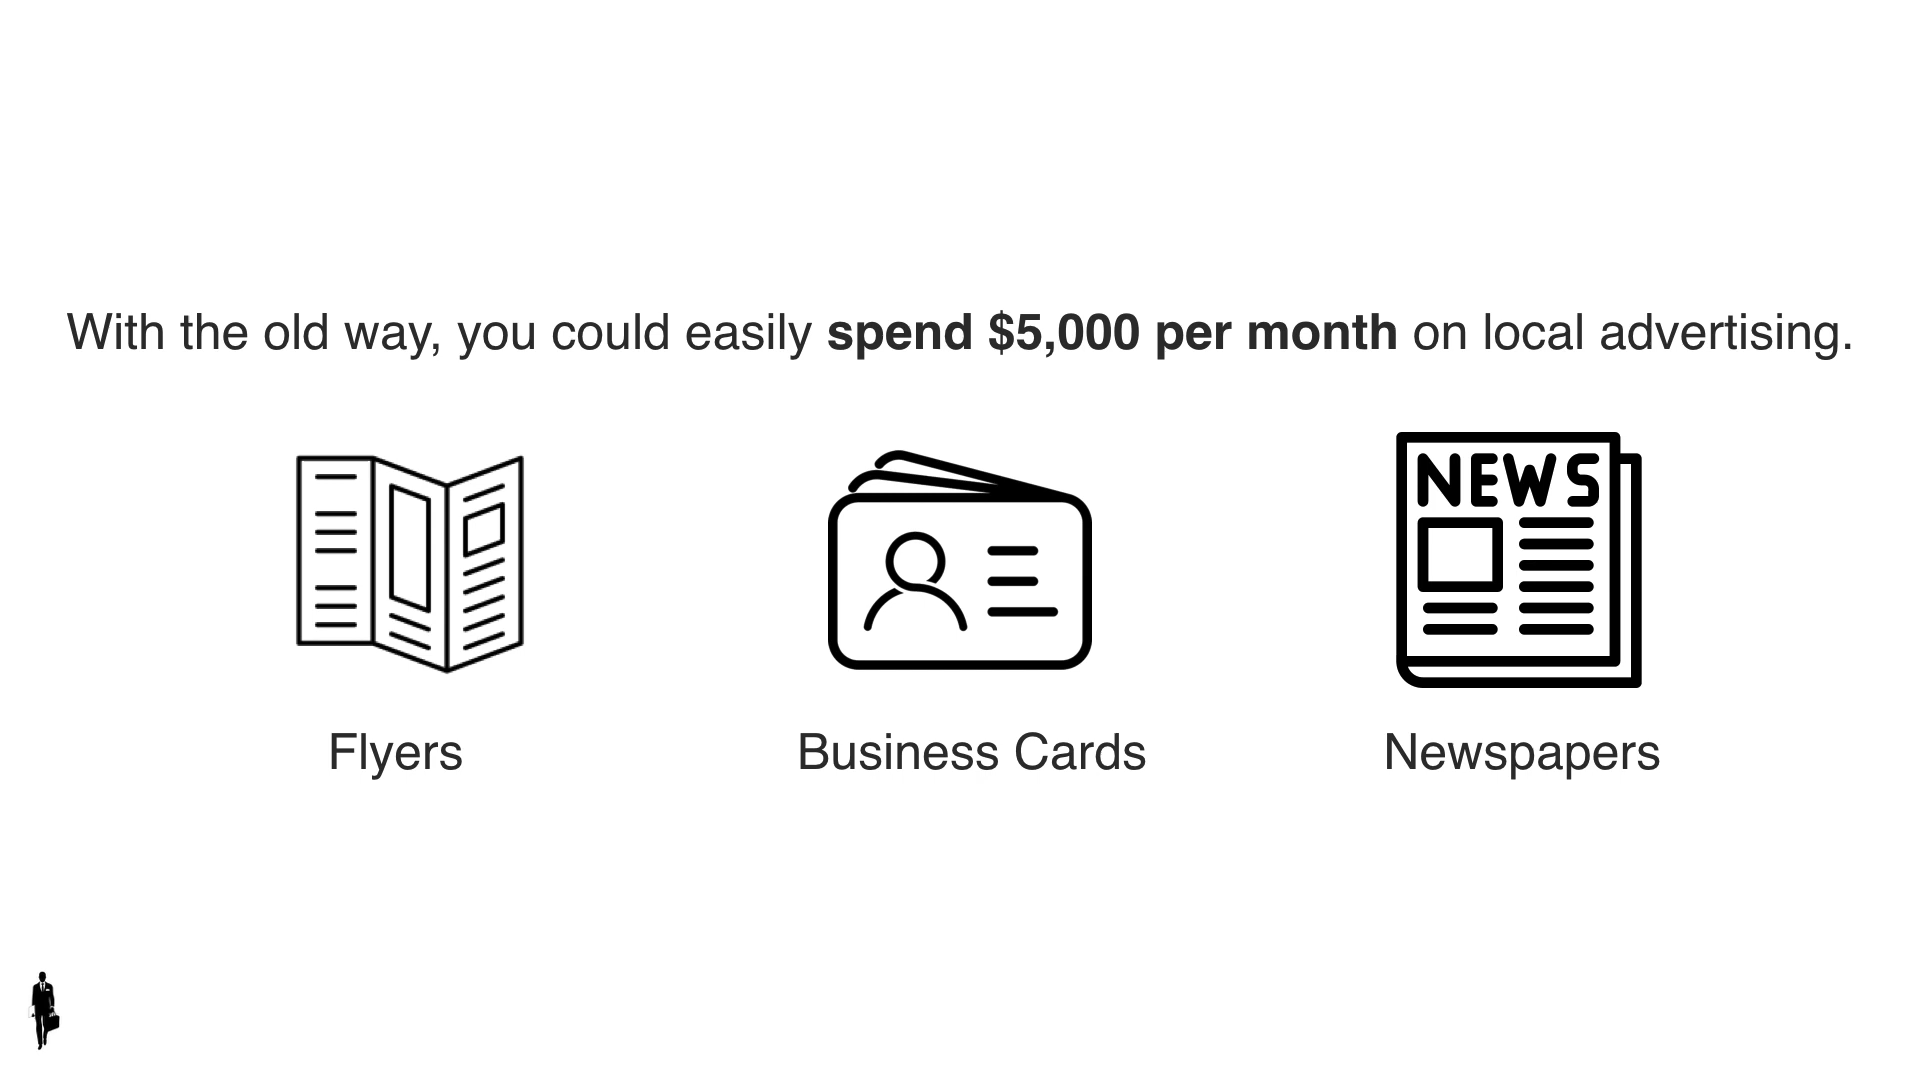 With the old way, you could easily spend $5,000 per month on local advertising.
NEWS
Flyers
Business Cards
Newspapers